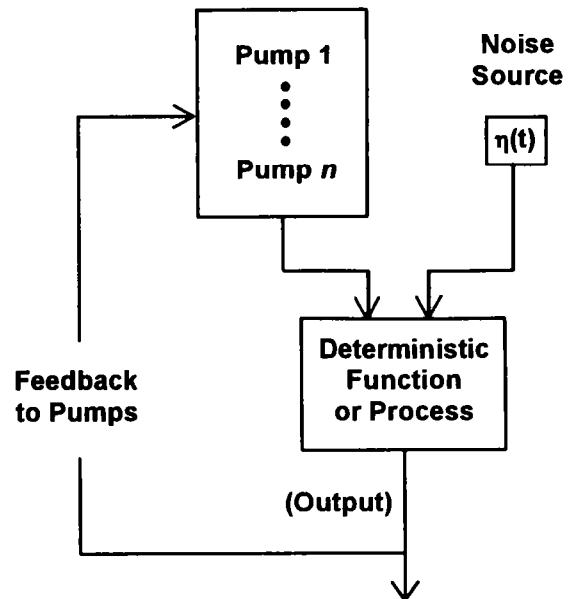 Pump 1
Pump n
Noise
Source
η(t)
Deterministic
Function
or Process
Feedback
to Pumps
(Output)